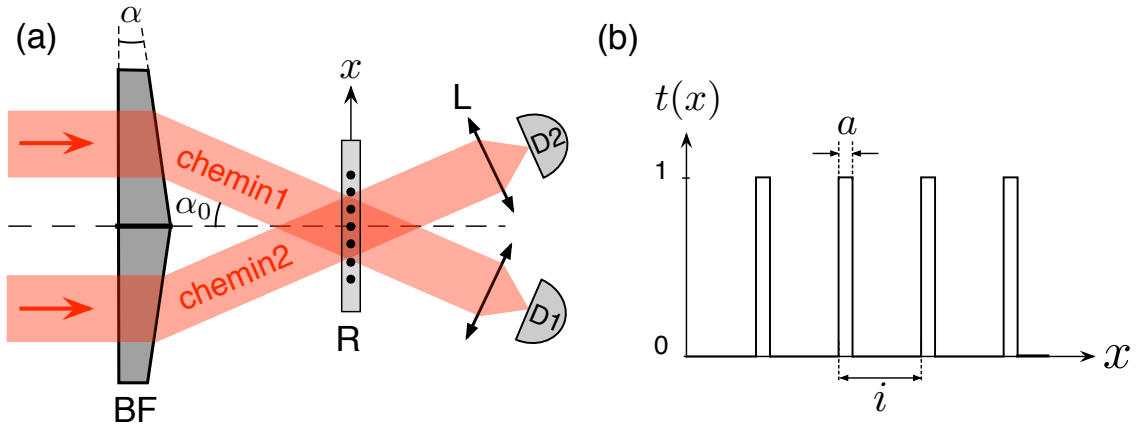 (a)
α
x
L
D2
chemin1
α₀
chemin2
D1
R
BF
(b)
t(x)
a
1
0
x
i